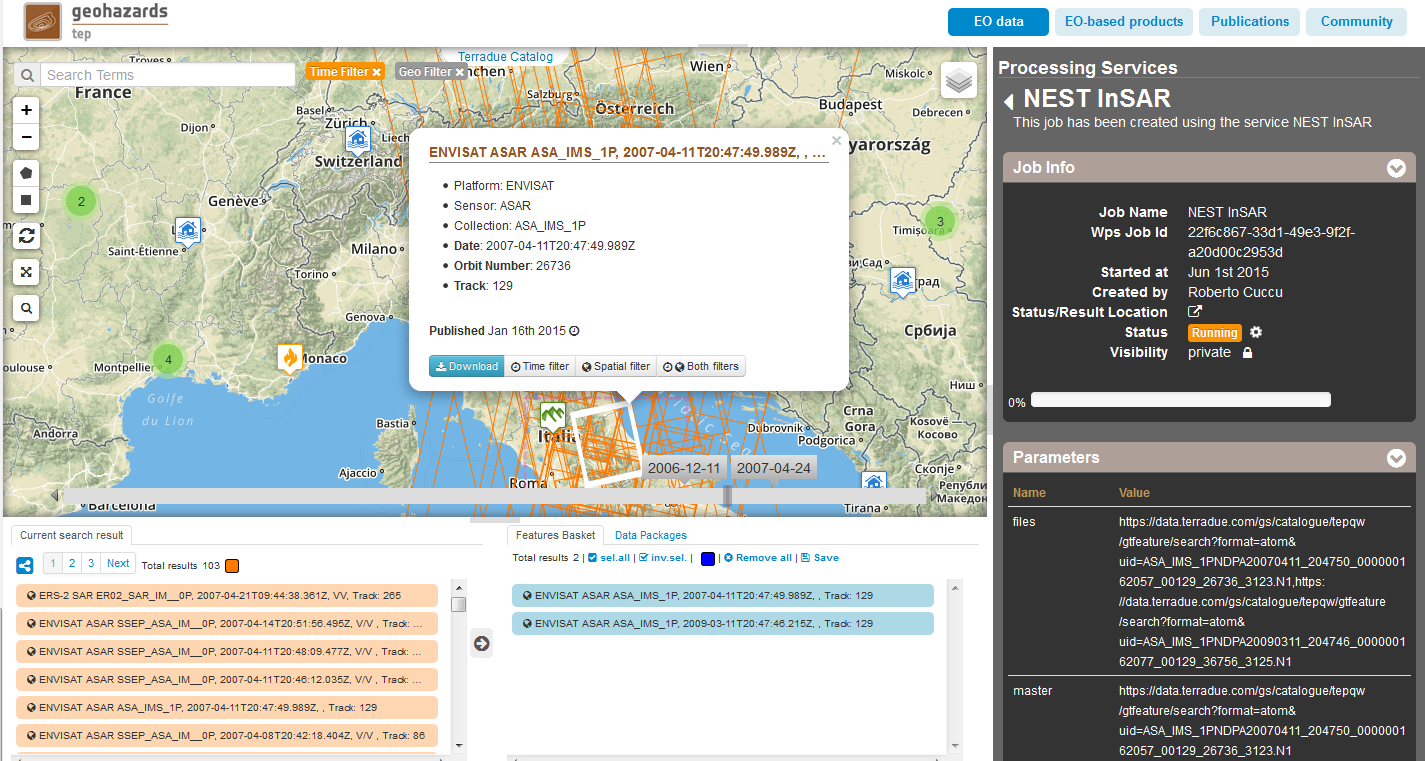 geohazards
tep
EO data
EO-based products
Publications
Community
Terradue Catalog
Search Terms
Time Filter ×
Geo Filter ×
+
−
Troyes
France
Dijon
Basel
Zürich
Liech
Switzerland
Genève
Saint-Étienne
Milano
Torino
Genova
Monaco
Montpellier
Golfe
du Lion
Andorra
Barcelona
Bastia
Ajaccio
Italia
Roma
nchen
Salzburg
Österreich
Wien
Miskolc
Budapest
Debrecen
yarország
Timișoara
Србија
Ниш
Crna
Gora
Kosovë —
Косово
Dubrovnik
Podgorica
Скопје
Tirana
2
4
3
ENVISAT ASAR ASA_IMS_1P, 2007-04-11T20:47:49.989Z, , ...
×
Platform: ENVISAT
Sensor: ASAR
Collection: ASA_IMS_1P
Date: 2007-04-11T20:47:49.989Z
Orbit Number: 26736
Track: 129
Published Jan 16th 2015
Download
Time filter
Spatial filter
Both filters
2006-12-11
2007-04-24
Current search result
1 2 3 Next
Total results 103
ERS-2 SAR ER02_SAR_IM__0P, 2007-04-21T09:44:38.361Z, VV, Track: 265
ENVISAT ASAR SSEP_ASA_IM__0P, 2007-04-14T20:51:56.495Z, V/V , Track: ...
ENVISAT ASAR SSEP_ASA_IM__0P, 2007-04-11T20:48:09.477Z, V/V , Track: ...
ENVISAT ASAR SSEP_ASA_IM__0P, 2007-04-11T20:46:12.035Z, V/V , Track: ...
ENVISAT ASAR ASA_IMS_1P, 2007-04-11T20:47:49.989Z, , Track: 129
ENVISAT ASAR SSEP_ASA_IM__0P, 2007-04-08T20:42:18.404Z, V/V , Track: 86
Features Basket
Data Packages
Total results 2 | sel.all | inv.sel. | Remove all | Save
ENVISAT ASAR ASA_IMS_1P, 2007-04-11T20:47:49.989Z, , Track: 129
ENVISAT ASAR ASA_IMS_1P, 2009-03-11T20:47:46.215Z, , Track: 129
Processing Services
NEST InSAR
This job has been created using the service NEST InSAR
Job Info
Job Name NEST InSAR
Wps Job Id 22f6c867-33d1-49e3-9f2f-
a20d00c2953d
Started at Jun 1st 2015
Created by Roberto Cuccu
Status/Result Location
Status Running
Visibility private
0%
Parameters
Name Value
files https://data.terradue.com/gs/catalogue/tepqw
/gtfeature/search?format=atom&
uid=ASA_IMS_1PNDPA20070411_204750_0000001
62057_00129_26736_3123.N1,https:
//data.terradue.com/gs/catalogue/tepqw/gtfeature
/search?format=atom&
uid=ASA_IMS_1PNDPA20090311_204746_0000001
62077_00129_36756_3125.N1
master https://data.terradue.com/gs/catalogue/tepqw
/gtfeature/search?format=atom&
uid=ASA_IMS_1PNDPA20070411_204750_0000001
62057_00129_26736_3123.N1